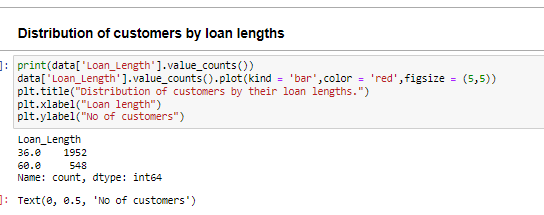 Distribution of customers by loan lengths
]: print(data['Loan_Length'].value_counts())
data['Loan_Length'].value_counts().plot(kind = 'bar',color = 'red',figsize = (5,5))
plt.title("Distribution of customers by their loan lengths.")
plt.xlabel("Loan length")
plt.ylabel("No of customers")
Loan_Length
36.0 1952
60.0 548
Name: count, dtype: int64
]: Text(0, 0.5, 'No of customers')